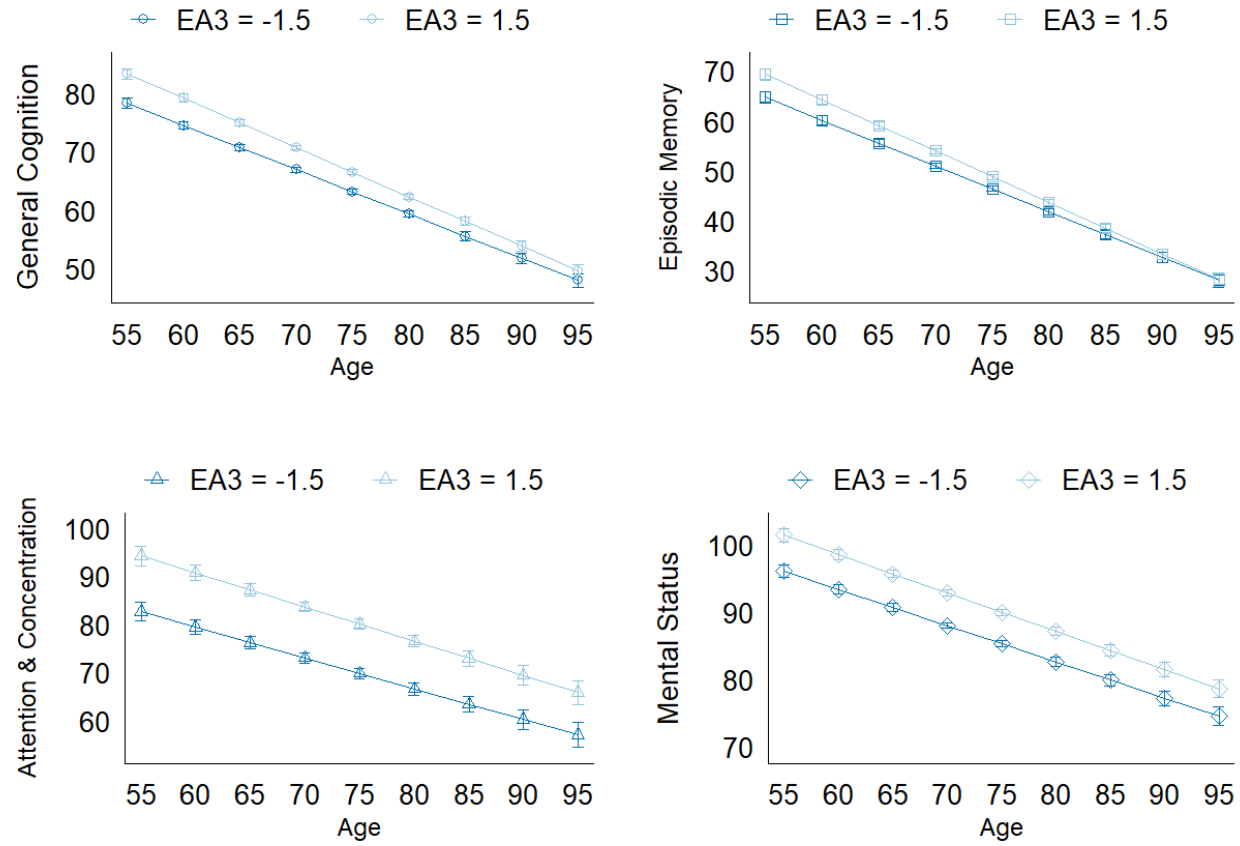 EA3 = -1.5 EA3 = 1.5
General Cognition
80
70
60
50
55 60 65 70 75 80 85 90 95
Age
EA3 = -1.5 EA3 = 1.5
Episodic Memory
70
60
50
40
30
55 60 65 70 75 80 85 90 95
Age
EA3 = -1.5 EA3 = 1.5
Attention & Concentration
100
90
80
70
60
55 60 65 70 75 80 85 90 95
Age
EA3 = -1.5 EA3 = 1.5
Mental Status
100
90
80
70
55 60 65 70 75 80 85 90 95
Age